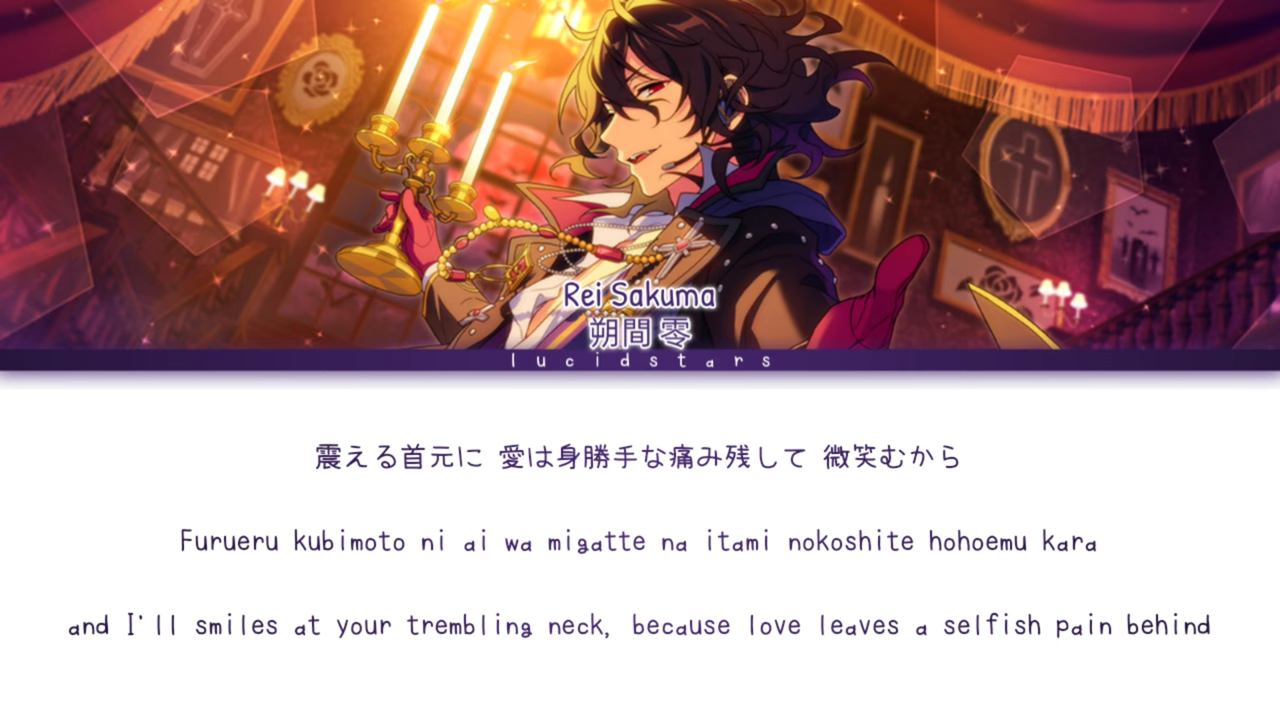 Rei Sakuma
朔間 零
lucidstars
震える首元に 愛は身勝手な痛み残して 微笑むから
Furueru kubimoto ni ai wa migatte na itami nokoshite hohoemu kara
and I'll smiles at your trembling neck, because love leaves a selfish pain behind